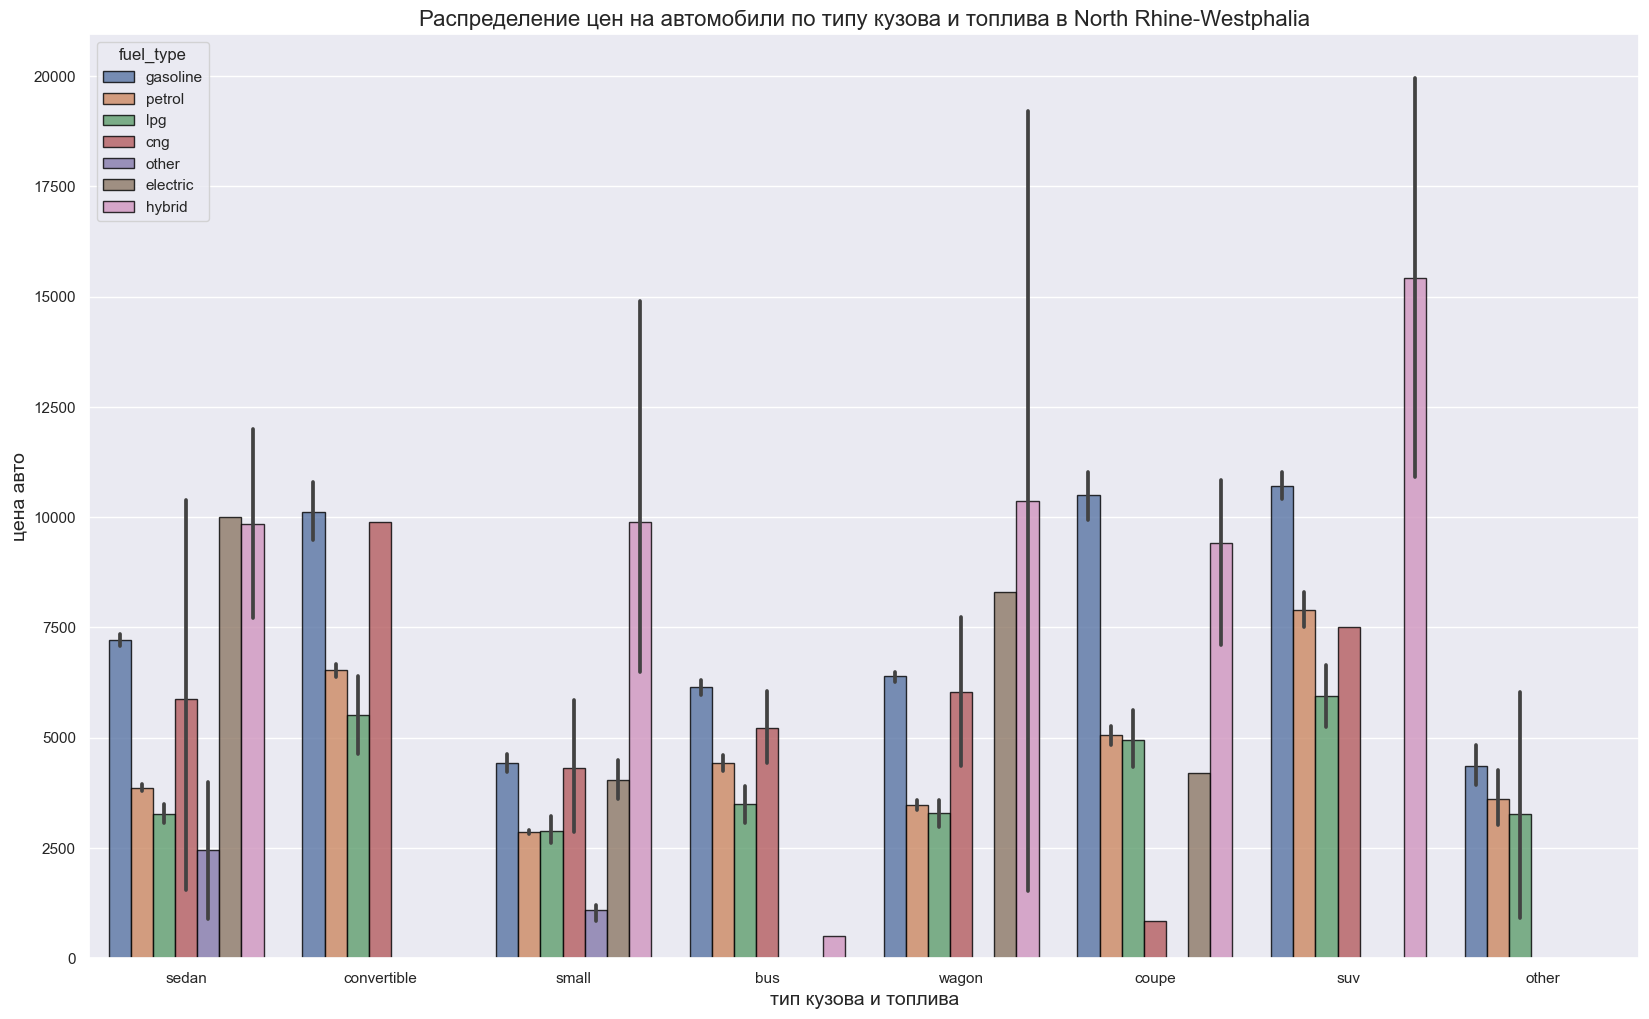 Распределение цен на автомобили по типу кузова и топлива в North Rhine-Westphalia
fuel_type
gasoline
petrol
lpg
cng
other
electric
hybrid
цена авто
20000
17500
15000
12500
10000
7500
5000
2500
0
sedan convertible small bus wagon coupe suv other
тип кузова и топлива